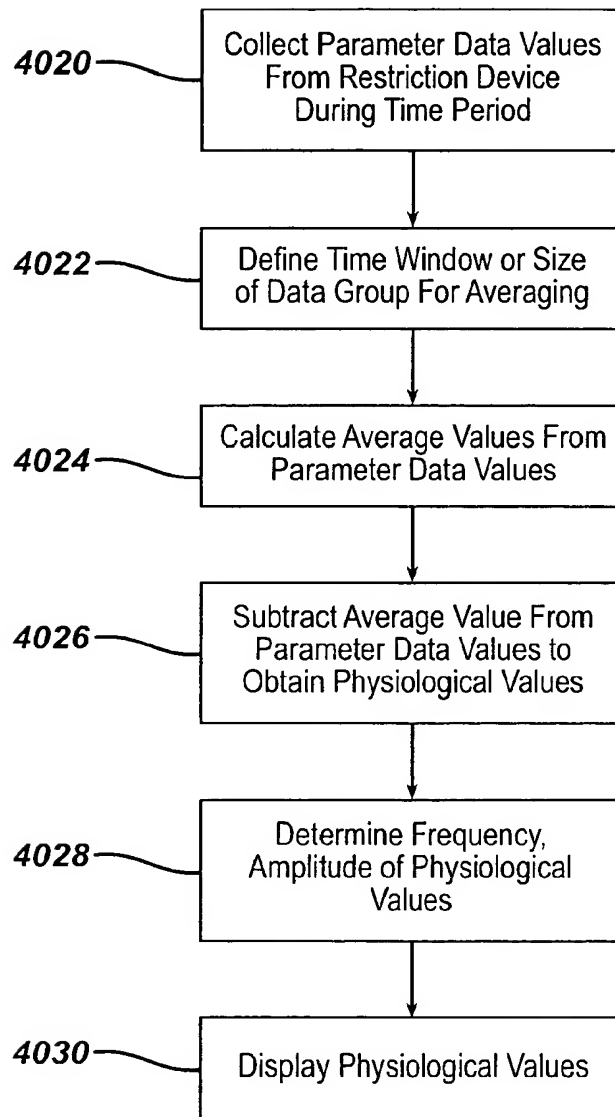 4020
Collect Parameter Data Values
From Restriction Device
During Time Period
4022
Define Time Window or Size
of Data Group For Averaging
4024
Calculate Average Values From
Parameter Data Values
4026
Subtract Average Value From
Parameter Data Values to
Obtain Physiological Values
4028
Determine Frequency,
Amplitude of Physiological
Values
4030
Display Physiological Values